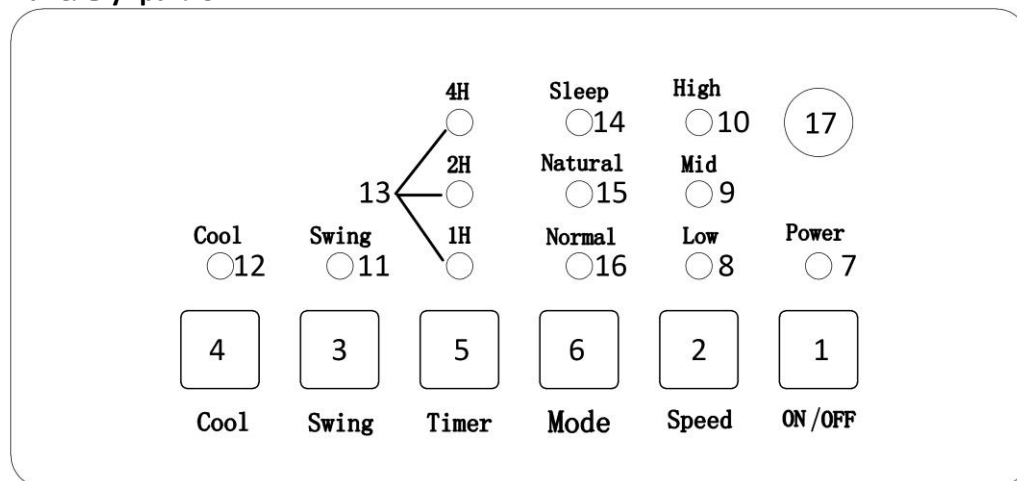 4H Sleep High
14 10 17
2H Natural Mid
13 15 9
Cool Swing 1H Normal Low Power
12 11 16 8 7
4 3 5 6 2 1
Cool Swing Timer Mode Speed ON/OFF